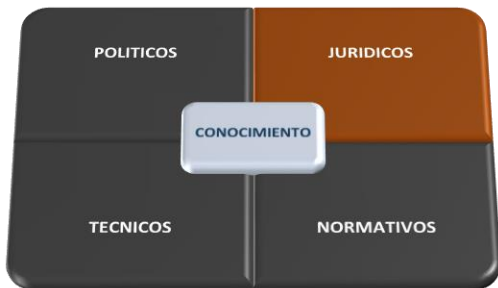 POLITICOS
JURIDICOS
CONOCIMIENTO
TECNICOS
NORMATIVOS